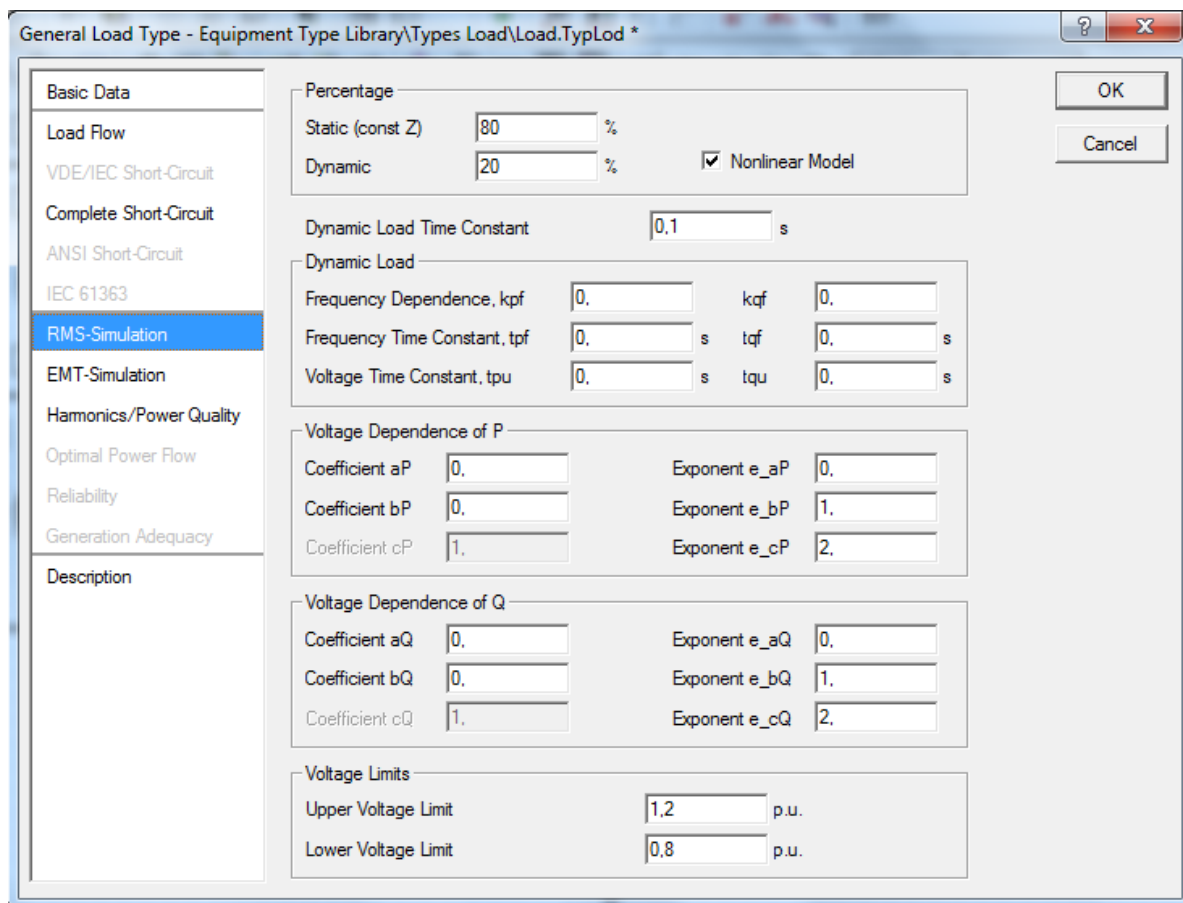 General Load Type - Equipment Type Library\Types Load\Load.TypLod *
?
X
Basic Data
Load Flow
VDE/IEC Short-Circuit
Complete Short-Circuit
ANSI Short-Circuit
IEC 61363
RMS-Simulation
EMT-Simulation
Harmonics/Power Quality
Optimal Power Flow
Reliability
Generation Adequacy
Description
Percentage
Static (const Z) 80 %
Dynamic 20 % Nonlinear Model
Dynamic Load Time Constant 0,1 s
Dynamic Load
Frequency Dependence, kpf 0, kqf 0,
Frequency Time Constant, tpf 0, s tqf 0, s
Voltage Time Constant, tpu 0, s tqu 0, s
Voltage Dependence of P
Coefficient aP 0, Exponent e_aP 0,
Coefficient bP 0, Exponent e_bP 1,
Coefficient cP 1, Exponent e_cP 2,
Voltage Dependence of Q
Coefficient aQ 0, Exponent e_aQ 0,
Coefficient bQ 0, Exponent e_bQ 1,
Coefficient cQ 1, Exponent e_cQ 2,
Voltage Limits
Upper Voltage Limit 1,2 p.u.
Lower Voltage Limit 0,8 p.u.
OK
Cancel